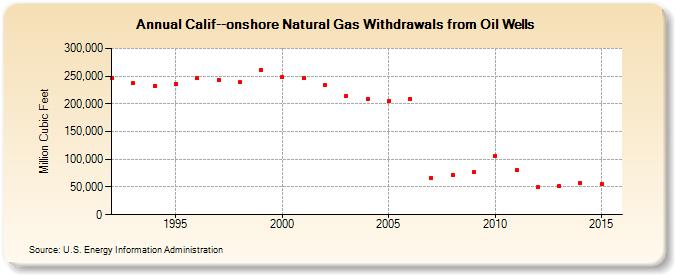 Annual Calif--onshore Natural Gas Withdrawals from Oil Wells
Million Cubic Feet
300,000
250,000
200,000
150,000
100,000
50,000
0
1995 2000 2005 2010 2015
Source: U.S. Energy Information Administration